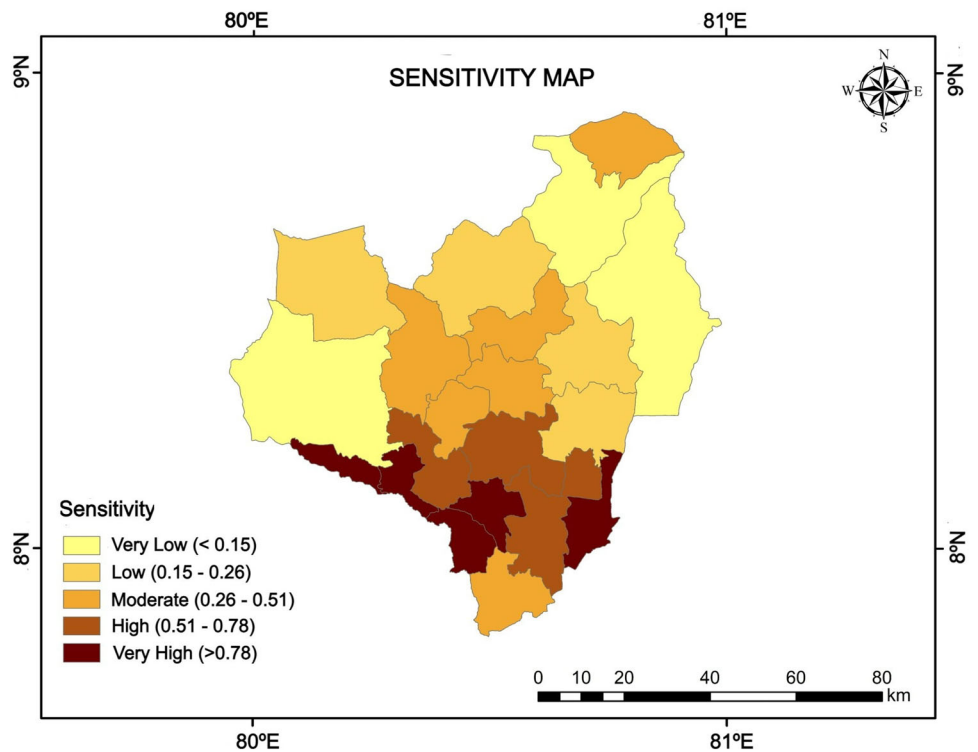 80ºE 81ºE
9ºN 9ºN
SENSITIVITY MAP
N
W E
S
Sensitivity
Very Low (< 0.15)
Low (0.15 - 0.26)
Moderate (0.26 - 0.51)
High (0.51 - 0.78)
Very High (>0.78)
8ºN 8ºN
0 10 20 40 60 80
km
80ºE 81ºE